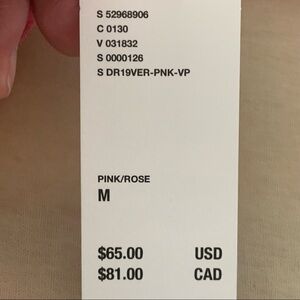 S 52968906
C 0130
V 031832
S 0000126
S DR19VER-PNK-VP
PINK/ROSE
M
$65.00 USD
$81.00 CAD